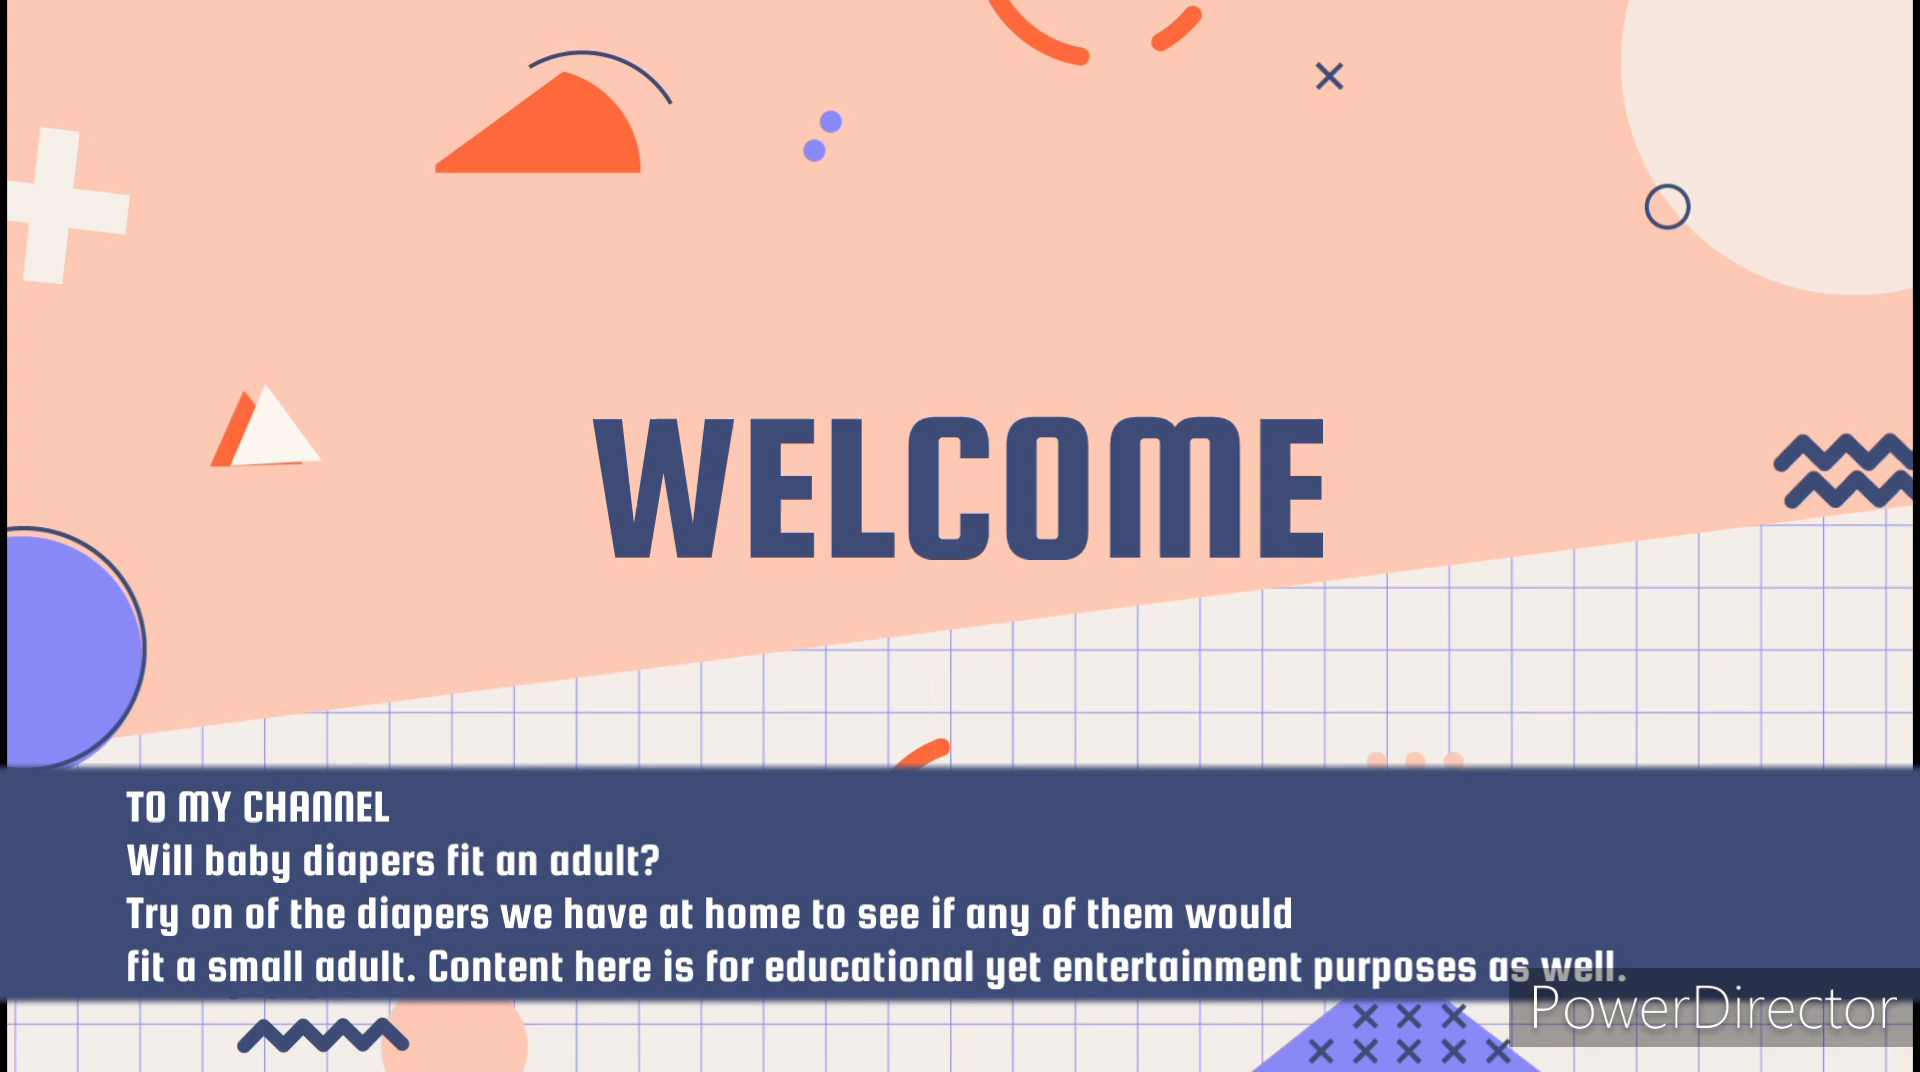 WELCOME
TO MY CHANNEL
Will baby diapers fit an adult?
Try on of the diapers we have at home to see if any of them would
fit a small adult. Content here is for educational yet entertainment purposes as well.
PowerDirector